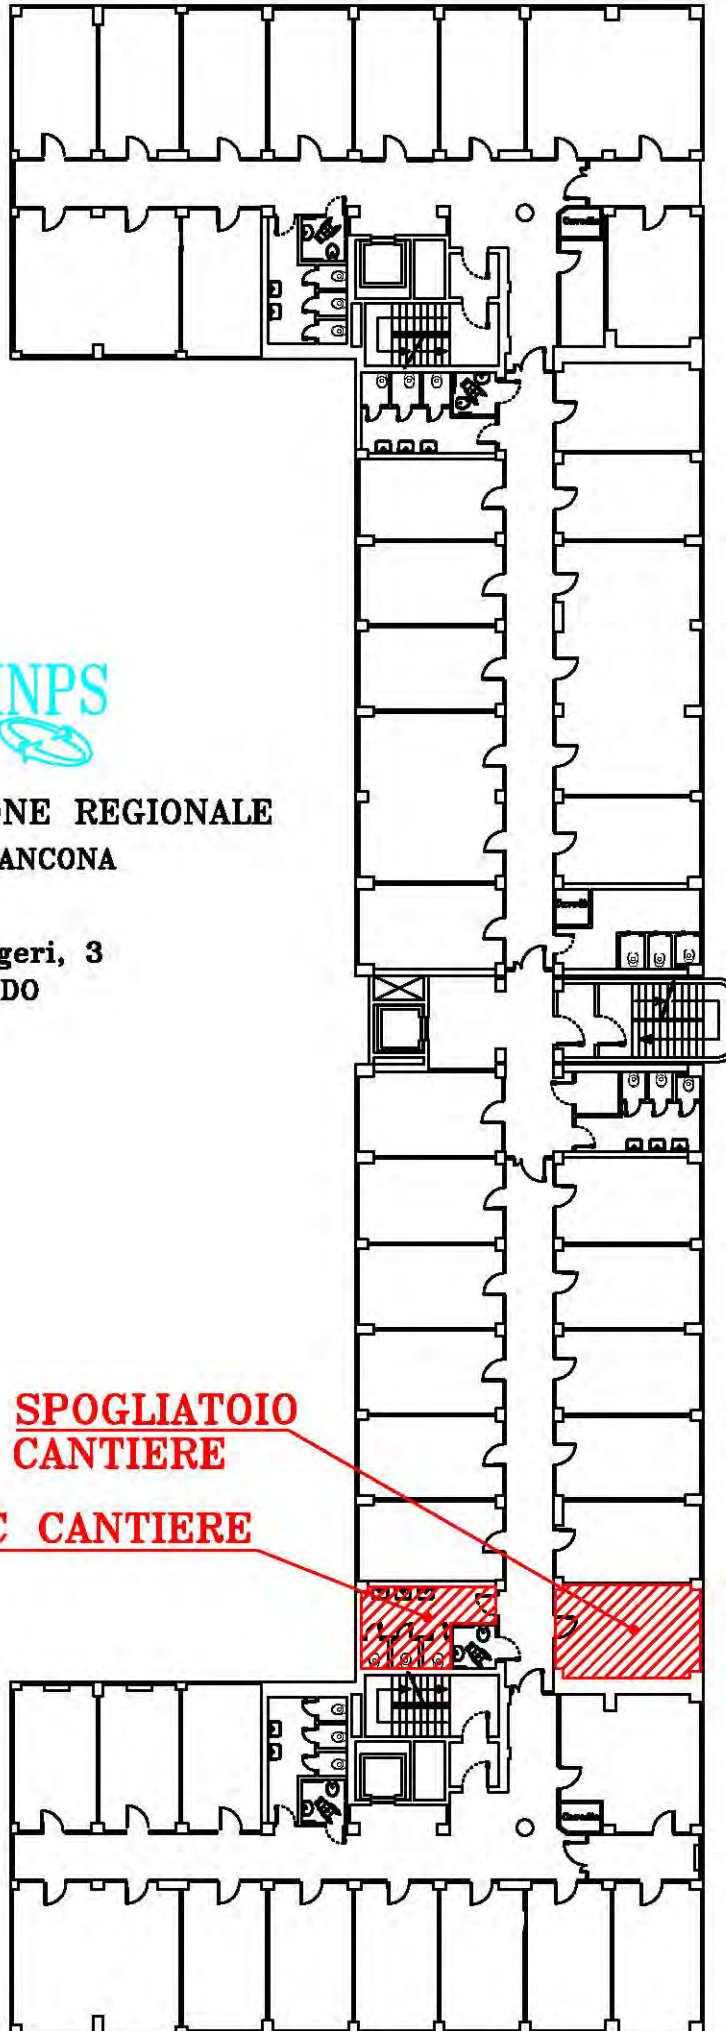 INPS
NE REGIONALE
ANCONA
geri, 3
DO
SPOGLIATOIO
CANTIERE
C CANTIERE